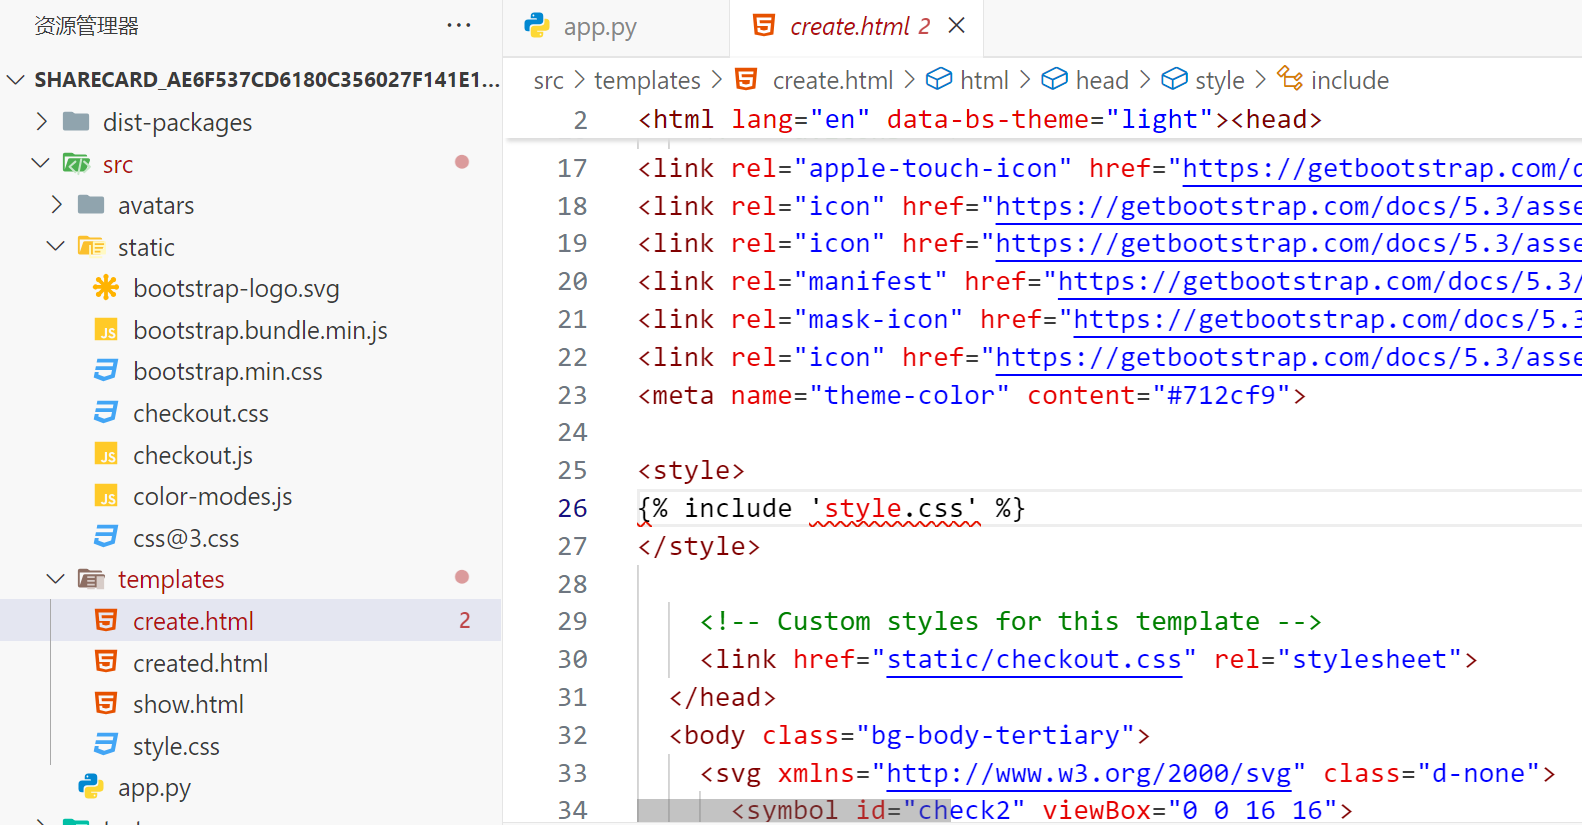 资源管理器
···
SHARECARD_AE6F537CD6180C356027F141E1...
dist-packages
src
avatars
static
bootstrap-logo.svg
JS bootstrap.bundle.min.js
bootstrap.min.css
checkout.css
JS checkout.js
JS color-modes.js
css@3.css
templates
create.html 2
created.html
show.html
style.css
app.py
app.py
create.html 2
src > templates > create.html > html > head > style > include
2 <html lang="en" data-bs-theme="light"><head>
17 <link rel="apple-touch-icon" href="https://getbootstrap.com/d
18 <link rel="icon" href="https://getbootstrap.com/docs/5.3/asse
19 <link rel="icon" href="https://getbootstrap.com/docs/5.3/asse
20 <link rel="manifest" href="https://getbootstrap.com/docs/5.3/
21 <link rel="mask-icon" href="https://getbootstrap.com/docs/5.3
22 <link rel="icon" href="https://getbootstrap.com/docs/5.3/asse
23 <meta name="theme-color" content="#712cf9">
24
25 <style>
26 {% include 'style.css' %}
27 </style>
28
29 <!-- Custom styles for this template -->
30 <link href="static/checkout.css" rel="stylesheet">
31 </head>
32 <body class="bg-body-tertiary">
33 <svg xmlns="http://www.w3.org/2000/svg" class="d-none">
34 <symbol id="check2" viewBox="0 0 16 16">